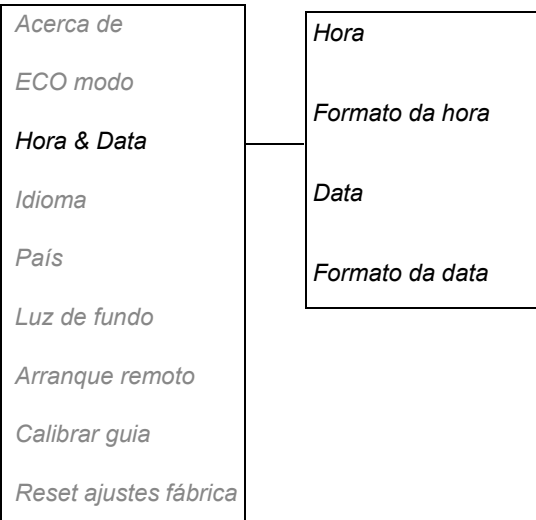 Acerca de
ECO modo
Hora & Data
Idioma
País
Luz de fundo
Arranque remoto
Calibrar guia
Reset ajustes fábrica
Hora
Formato da hora
Data
Formato da data